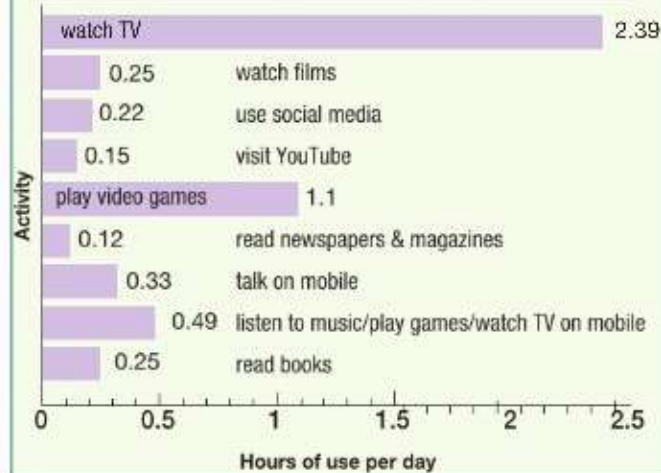 watch TV 2.39
0.25 watch films
0.22 use social media
0.15 visit YouTube
play video games 1.1
0.12 read newspapers & magazines
0.33 talk on mobile
0.49 listen to music/play games/watch TV on mobile
0.25 read books
Activity
0 0.5 1 1.5 2 2.5
Hours of use per day